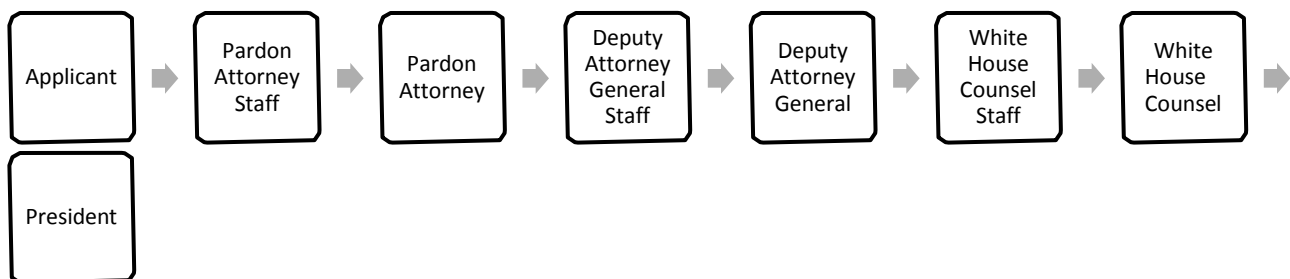 Applicant
Pardon
Attorney
Staff
Pardon
Attorney
Deputy
Attorney
General
Staff
Deputy
Attorney
General
White
House
Counsel
Staff
White
House
Counsel
President